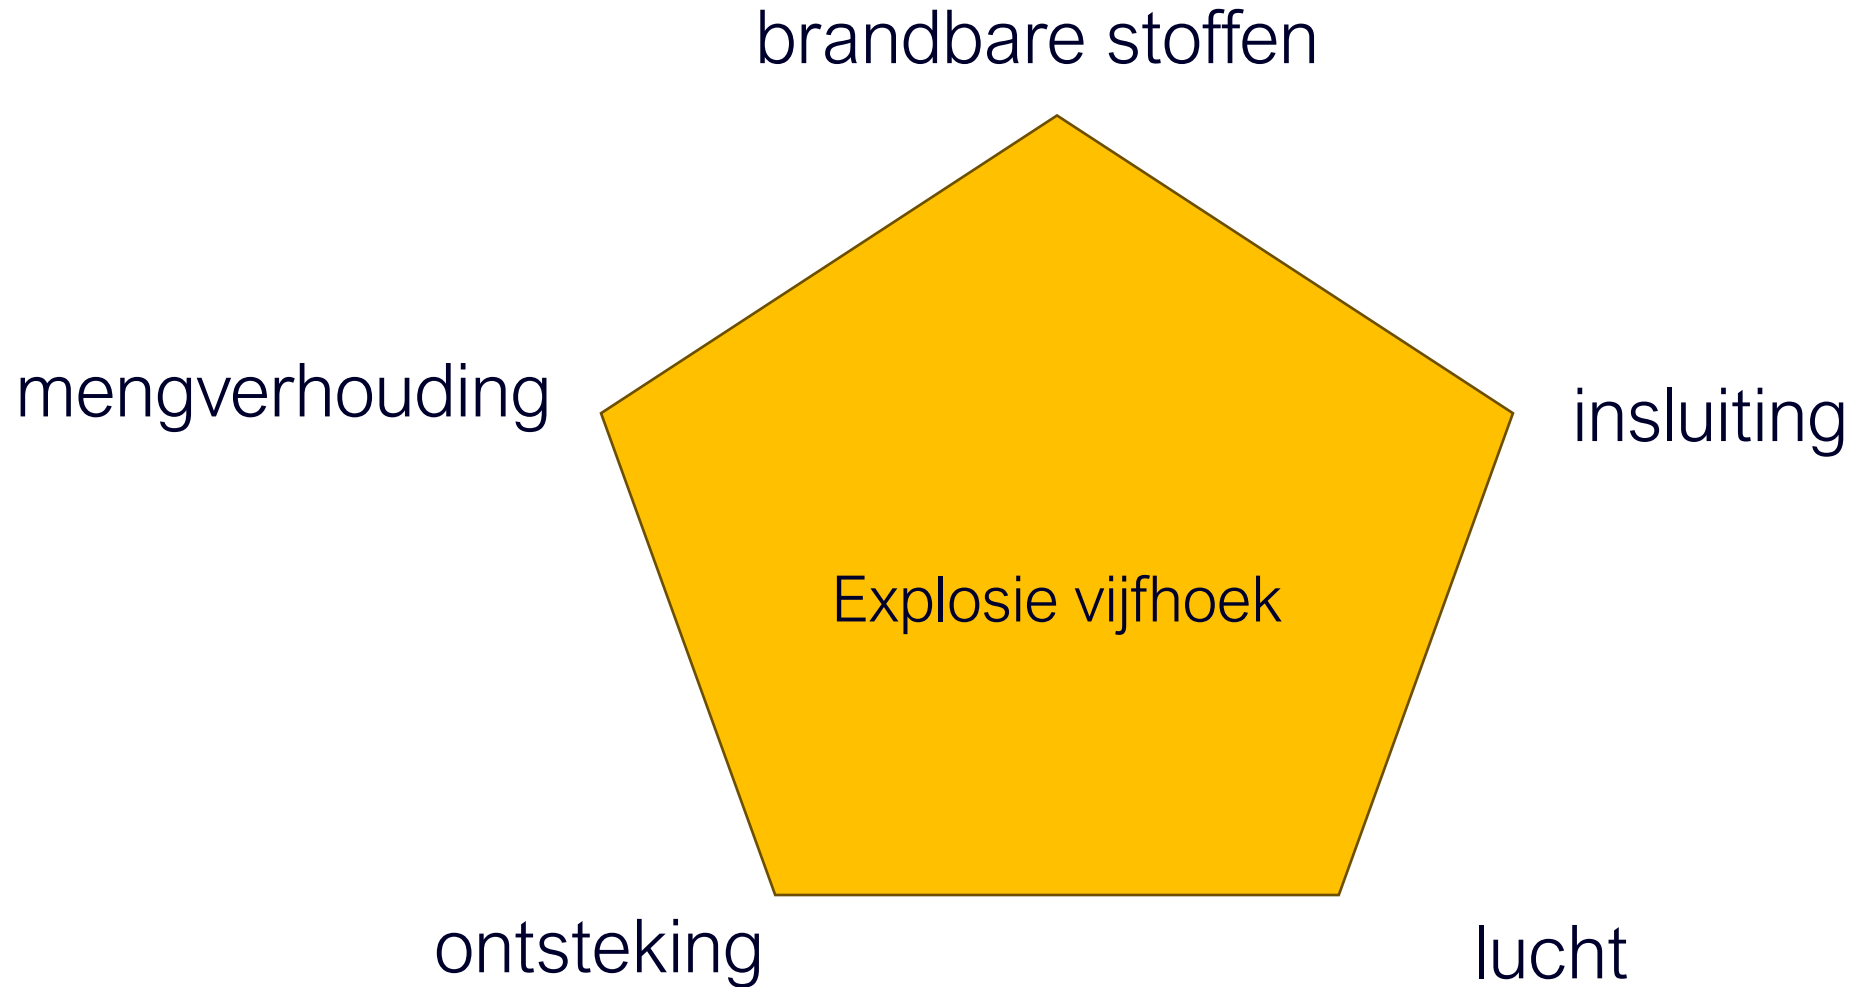 brandbare stoffen
mengverhouding
insluiting
Explosie vijfhoek
ontsteking
lucht